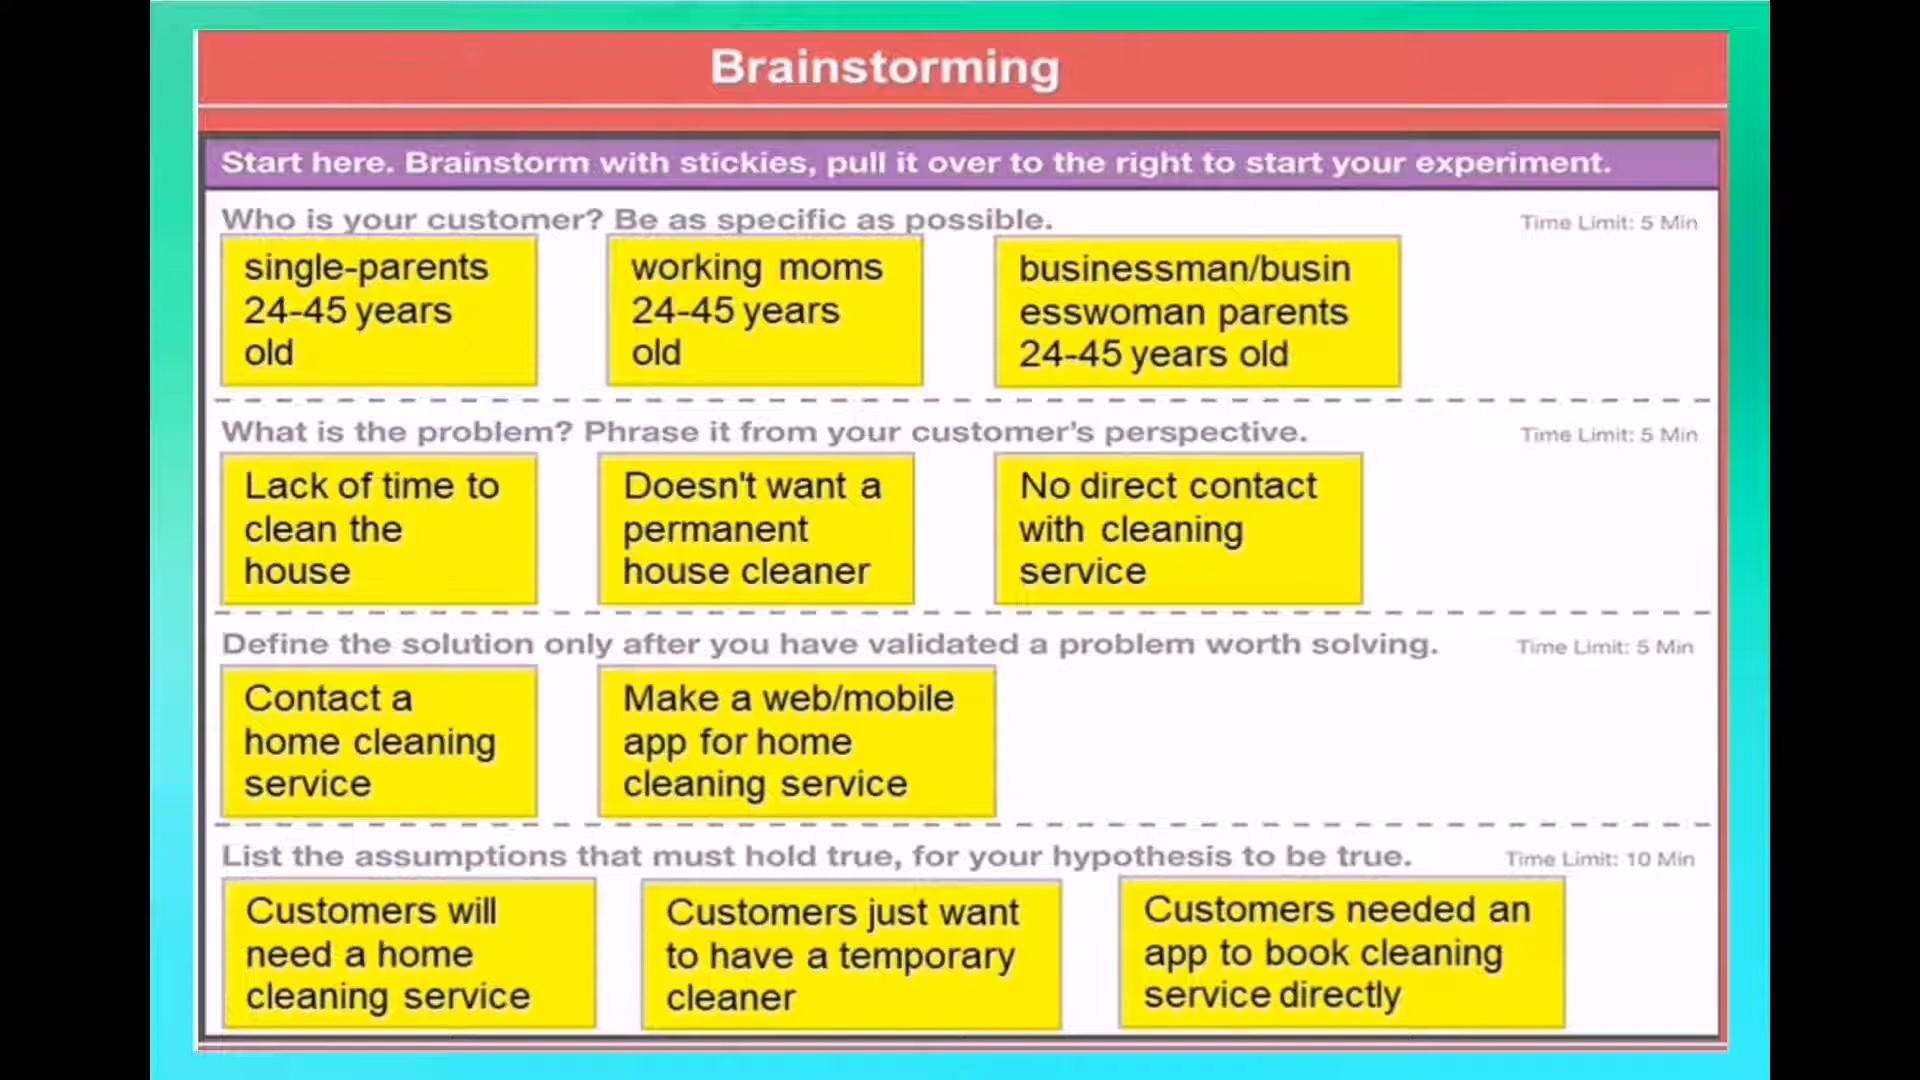 Brainstorming
Start here. Brainstorm with stickies, pull it over to the right to start your experiment.
Who is your customer? Be as specific as possible.
Time Limit: 5 Min
single-parents
24-45 years
old
working moms
24-45 years
old
businessman/busin
esswoman parents
24-45 years old
What is the problem? Phrase it from your customer's perspective.
Time Limit: 5 Min
Lack of time to
clean the
house
Doesn't want a
permanent
house cleaner
No direct contact
with cleaning
service
Define the solution only after you have validated a problem worth solving.
Time Limit: 5 Min
Contact a
home cleaning
service
Make a web/mobile
app for home
cleaning service
List the assumptions that must hold true, for your hypothesis to be true.
Time Limit: 10 Min
Customers will
need a home
cleaning service
Customers just want
to have a temporary
cleaner
Customers needed an
app to book cleaning
service directly